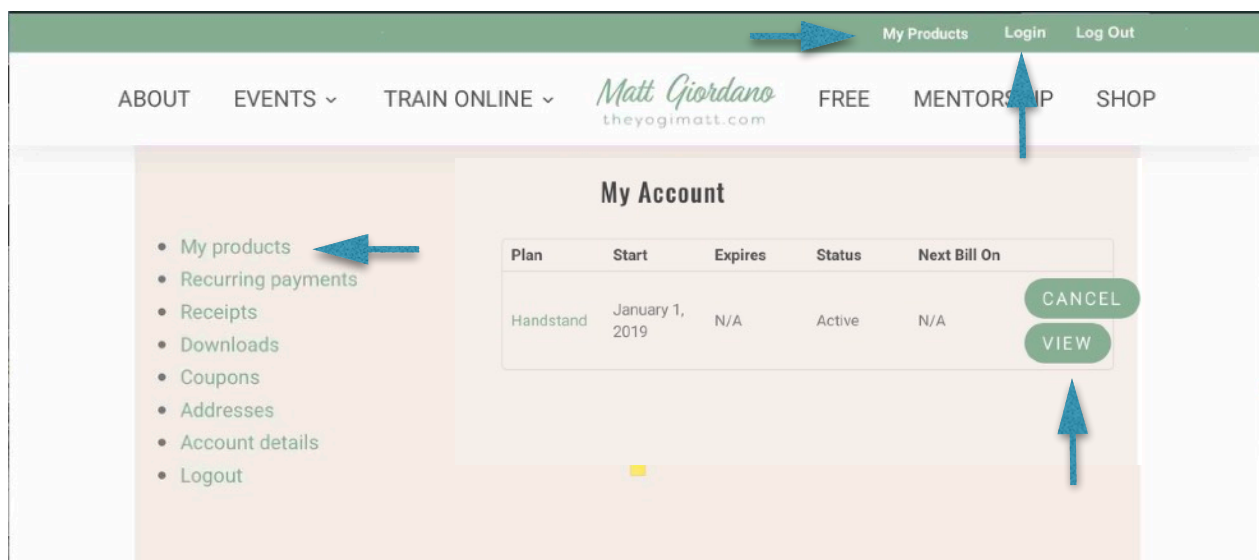 My Products Login Log Out
ABOUT EVENTS TRAIN ONLINE Matt Giordano FREE MENTORSHIP SHOP
theyogimatt.com
My Account
My products
Recurring payments
Receipts
Downloads
Coupons
Addresses
Account details
Logout
Plan Start Expires Status Next Bill On
Handstand January 1, 2019 N/A Active N/A
CANCEL
VIEW